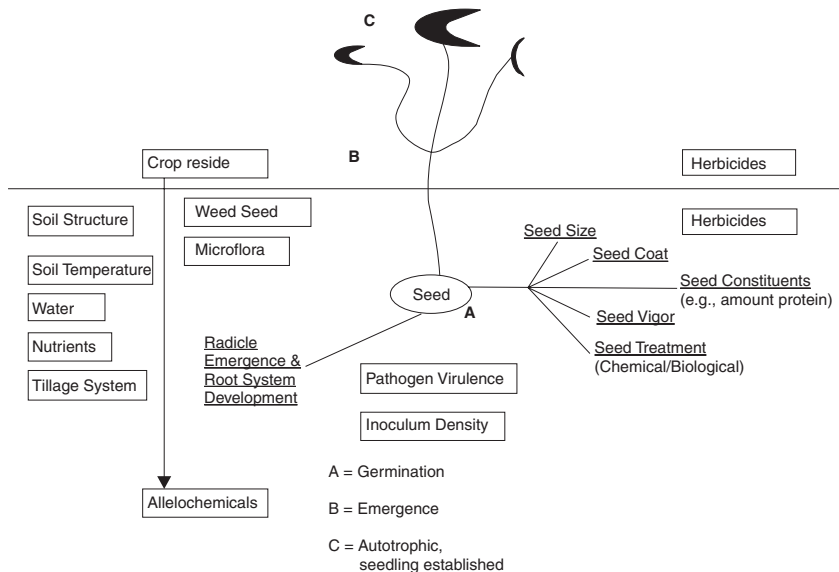 C
B
Crop reside
Herbicides
Soil Structure
Weed Seed
Herbicides
Microflora
Seed Size
Seed Coat
Soil Temperature
Seed
A
Seed Constituents
(e.g., amount protein)
Water
Seed Vigor
Nutrients
Radicle
Emergence &
Root System
Development
Seed Treatment
(Chemical/Biological)
Tillage System
Pathogen Virulence
Inoculum Density
Allelochemicals
A = Germination
B = Emergence
C = Autotrophic,
seedling established